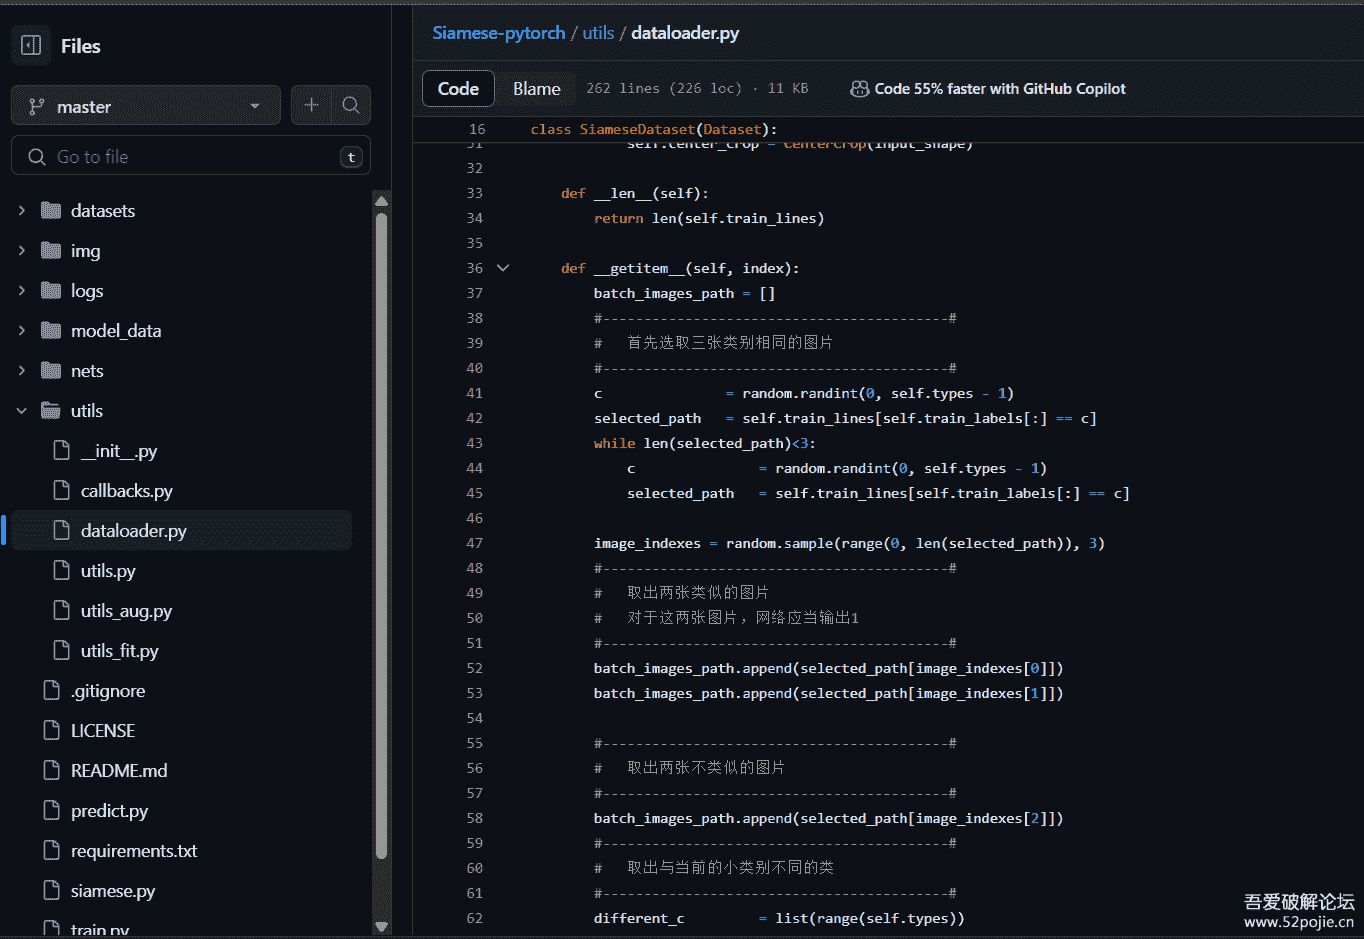 Files
master
Go to file
t
datasets
img
logs
model_data
nets
utils
__init__.py
callbacks.py
dataloader.py
utils.py
utils_aug.py
utils_fit.py
.gitignore
LICENSE
README.md
predict.py
requirements.txt
siamese.py
train.py
Siamese-pytorch / utils / dataloader.py
Code Blame 262 lines (226 loc) · 11 KB Code 55% faster with GitHub Copilot
16 class SiameseDataset(Dataset):
31 self.center_crop = CenterCrop(input_shape)
32
33 def __len__(self):
34 return len(self.train_lines)
35
36 def __getitem__(self, index):
37 batch_images_path = []
38 #------------------------------------------#
39 # 首先选取三张类别相同的图片
40 #------------------------------------------#
41 c = random.randint(0, self.types - 1)
42 selected_path = self.train_lines[self.train_labels[:] == c]
43 while len(selected_path)<3:
44 c = random.randint(0, self.types - 1)
45 selected_path = self.train_lines[self.train_labels[:] == c]
46
47 image_indexes = random.sample(range(0, len(selected_path)), 3)
48 #------------------------------------------#
49 # 取出两张类似的图片
50 # 对于这两张图片，网络应当输出1
51 #------------------------------------------#
52 batch_images_path.append(selected_path[image_indexes[0]])
53 batch_images_path.append(selected_path[image_indexes[1]])
54
55 #------------------------------------------#
56 # 取出两张不类似的图片
57 #------------------------------------------#
58 batch_images_path.append(selected_path[image_indexes[2]])
59 #------------------------------------------#
60 # 取出与当前的小类别不同的类
61 #------------------------------------------#
62 different_c = list(range(self.types))
吾爱破解论坛
www.52pojie.cn